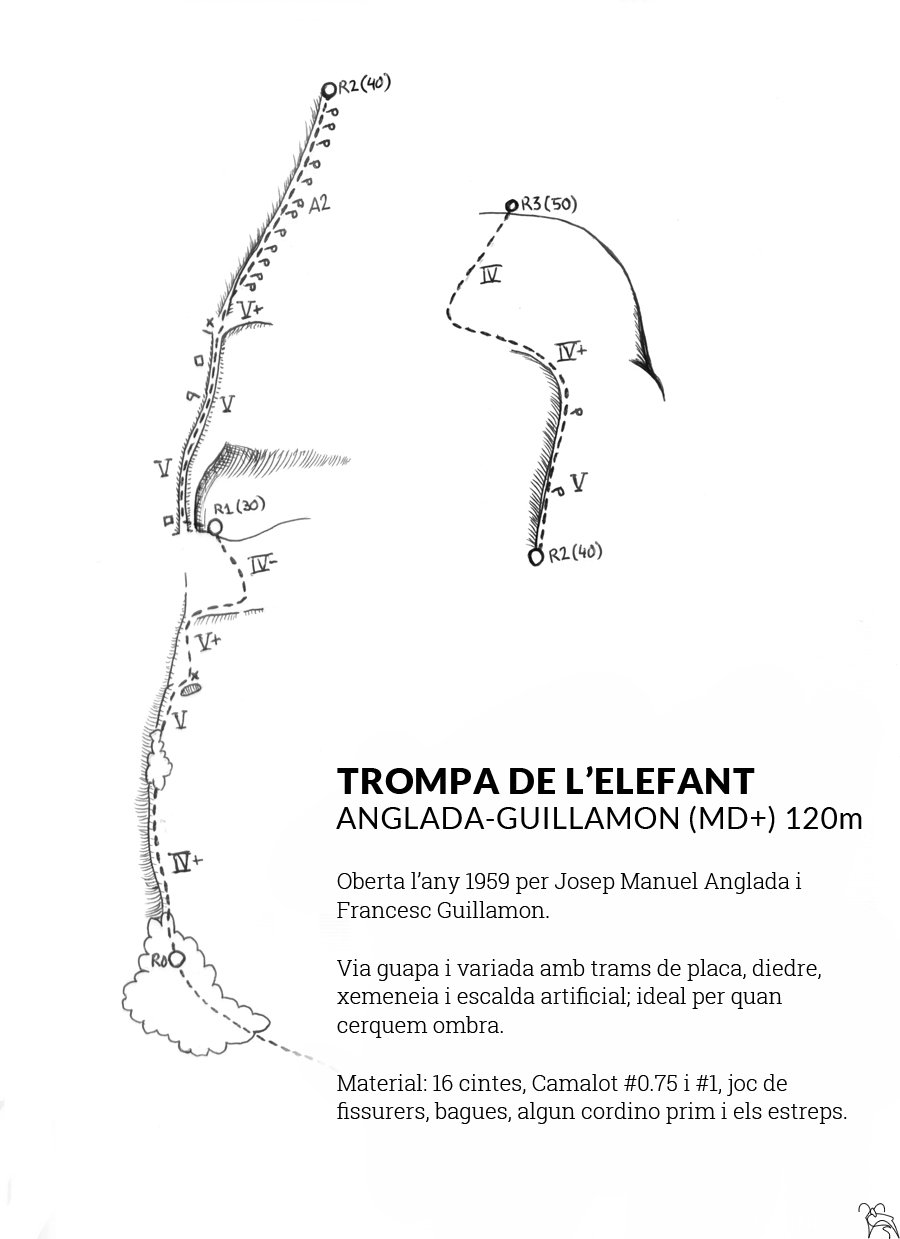 R2(40)
A2
V+
V
V
R1(30)
IV-
V+
V
IV+
R0
R3(50)
IV
IV+
V
R2(40)
TROMPA DE L’ELEFANT
ANGLADA-GUILLAMON (MD+) 120m
Oberta l’any 1959 per Josep Manuel Anglada i
Francesc Guillamon.
Via guapa i variada amb trams de placa, diedre,
xemeneia i escalda artificial; ideal per quan
cerquem ombra.
Material: 16 cintes, Camalot #0.75 i #1, joc de
fissurers, bagues, algun cordino prim i els estreps.